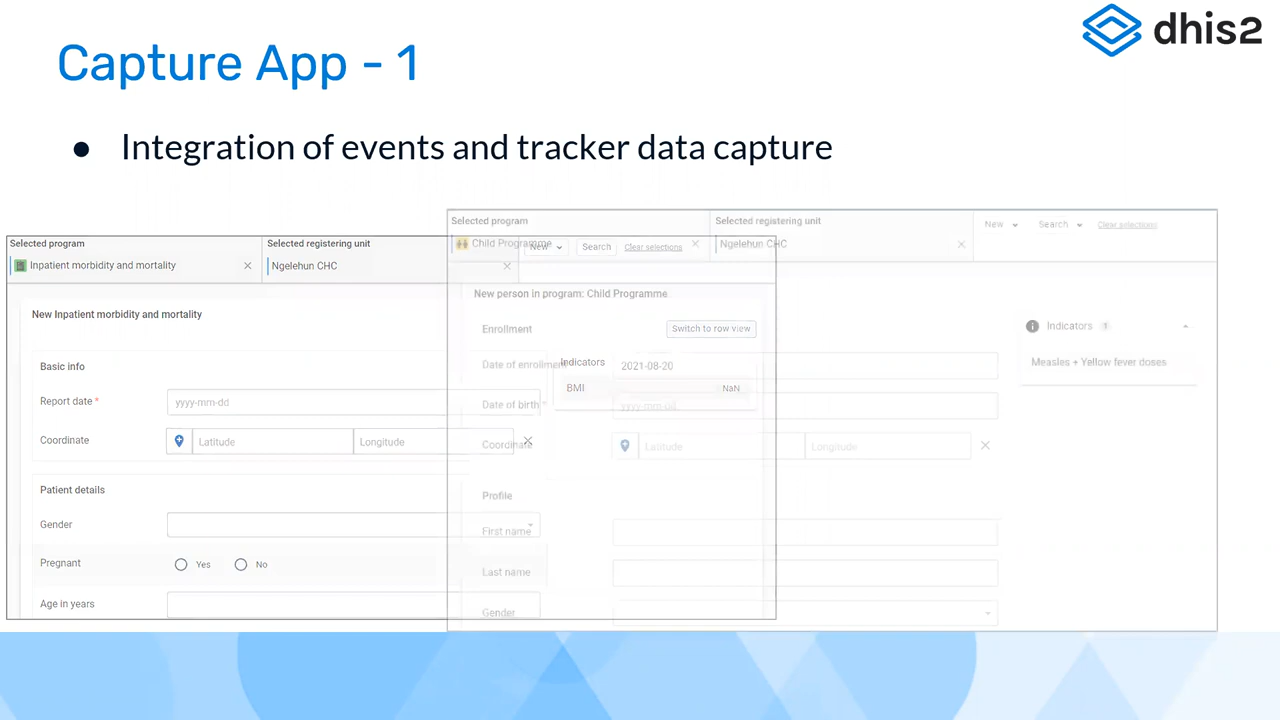 dhis2
Capture App - 1
● Integration of events and tracker data capture
Selected program
Inpatient morbidity and mortality
Selected registering unit
Ngelehun CHC
New
Search
Clear selections
New Inpatient morbidity and mortality
Basic info
Report date *
yyyy-mm-dd
Coordinate
Latitude
Longitude
Patient details
Gender
Pregnant
Yes
No
Age in years
Indicators
BMI
NaN
Selected program
Child Programme
Selected registering unit
Ngelehun CHC
New
Search
Clear selections
New person in program: Child Programme
Enrollment
Switch to row view
Date of enrollment
2021-08-20
Date of birth *
yyyy-mm-dd
Coordinate
Latitude
Longitude
Profile
First name
Last name
Gender
Indicators 1
Measles + Yellow fever doses